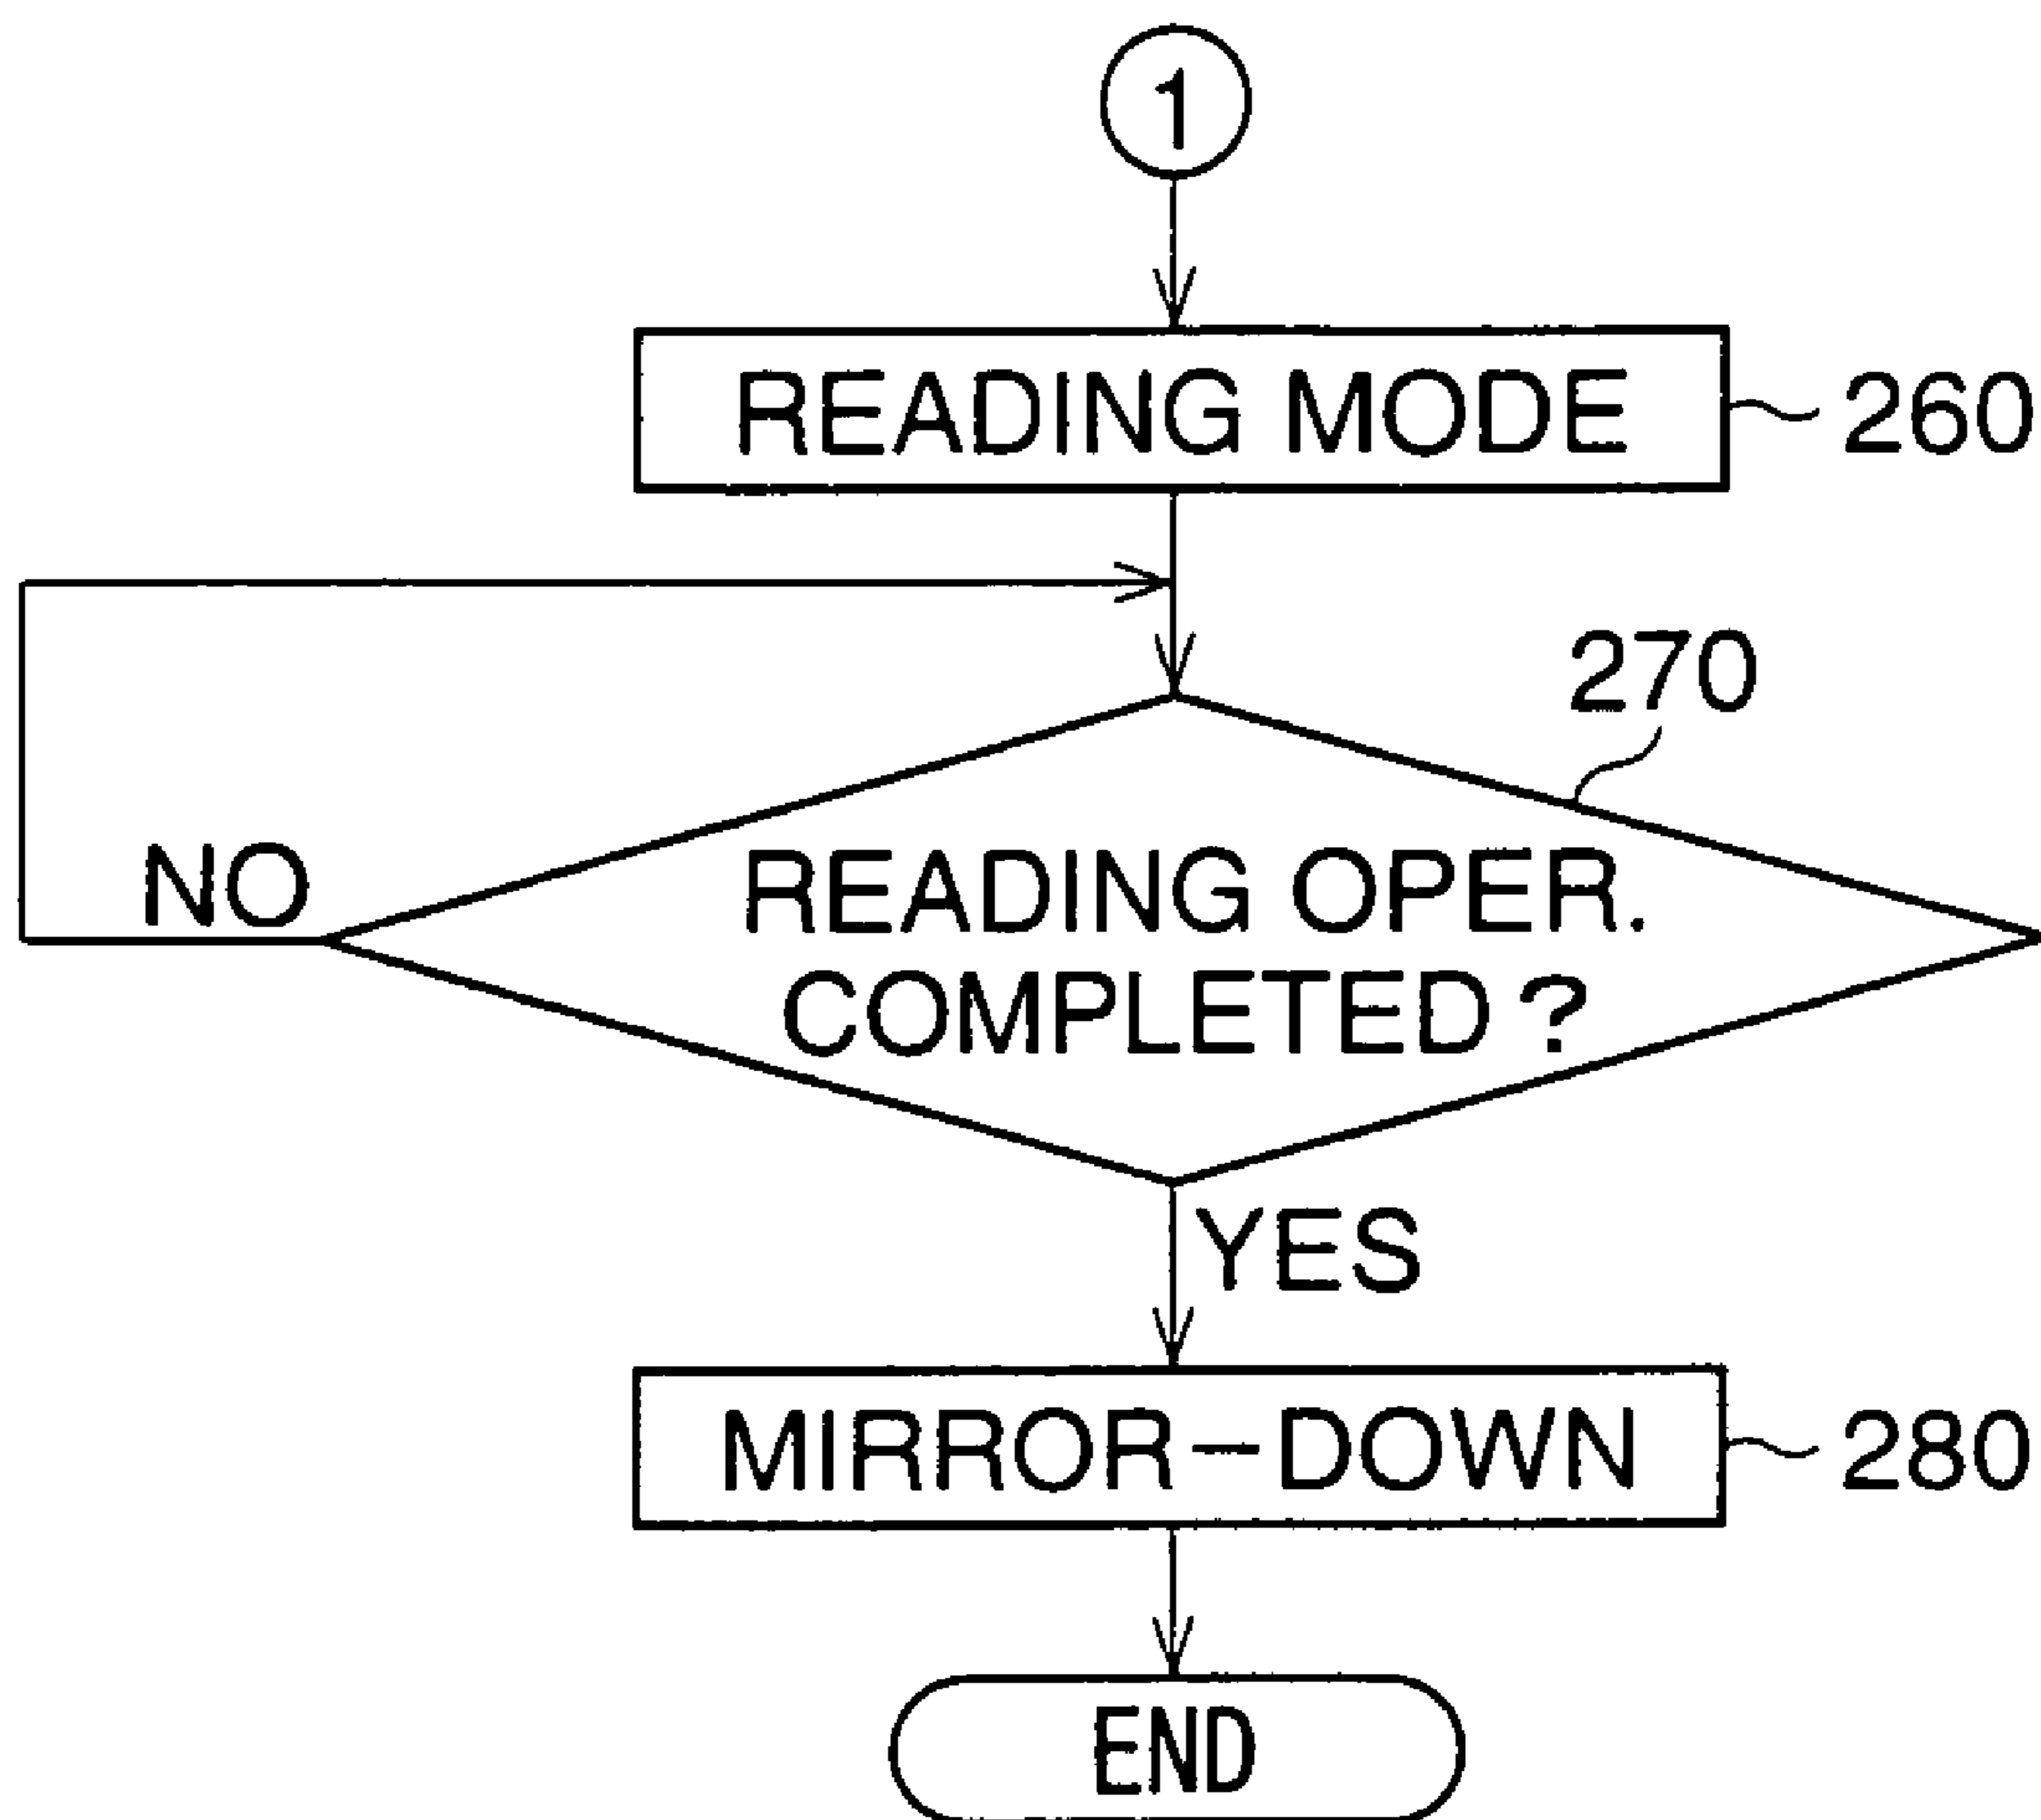 1
READING MODE
260
270
NO
READING OPER.
COMPLETED?
YES
MIRROR-DOWN
280
END